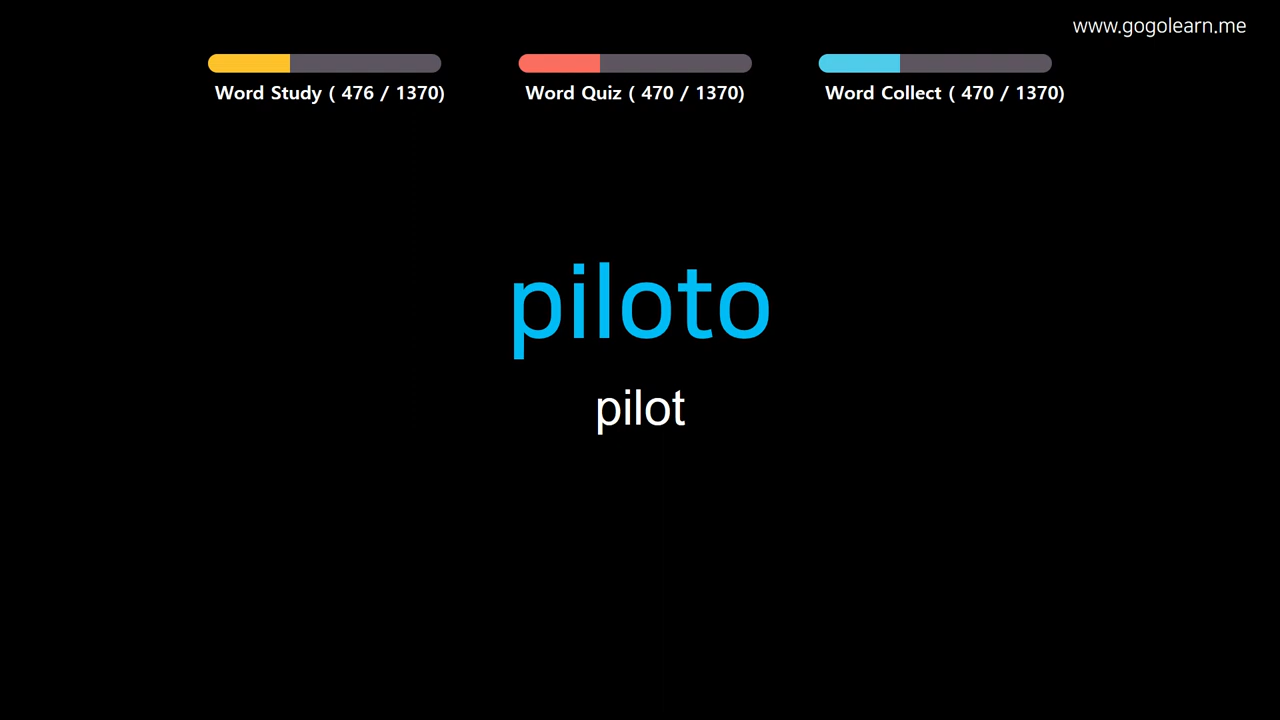 www.gogolearn.me
Word Study ( 476 / 1370)
Word Quiz ( 470 / 1370)
Word Collect ( 470 / 1370)
piloto
pilot